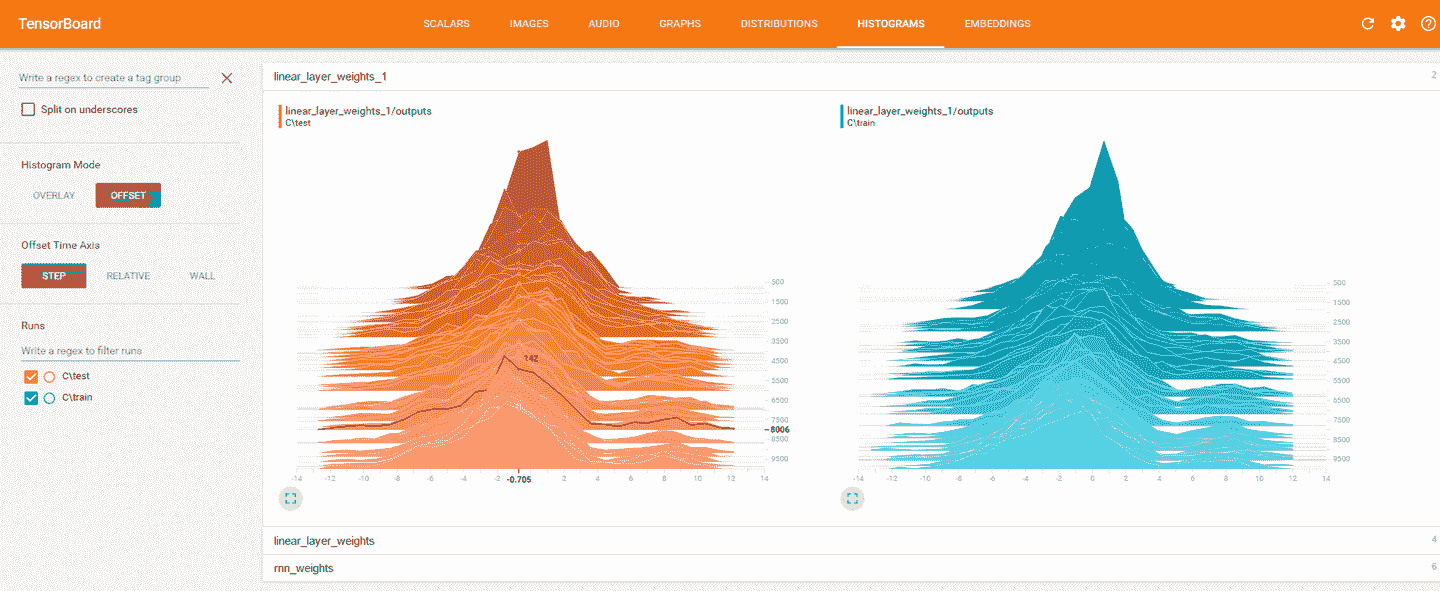 TensorBoard
SCALARS IMAGES AUDIO GRAPHS DISTRIBUTIONS HISTOGRAMS EMBEDDINGS
Write a regex to create a tag group
Split on underscores
Histogram Mode
OVERLAY OFFSET
Offset Time Axis
STEP RELATIVE WALL
Runs
Write a regex to filter runs
C\test
C\train
linear_layer_weights_1 2
linear_layer_weights_1/outputs
C\test
142
500
1500
2500
3500
4500
5500
6500
7500
8006
8500
9500
-14 -12 -10 -8 -6 -4 -2 -0.705 2 4 6 8 10 12 14
linear_layer_weights_1/outputs
C\train
500
1500
2500
3500
4500
5500
6500
7500
8500
9500
-14 -12 -10 -8 -6 -4 -2 0 2 4 6 8 10 12 14
linear_layer_weights 4
rnn_weights 6